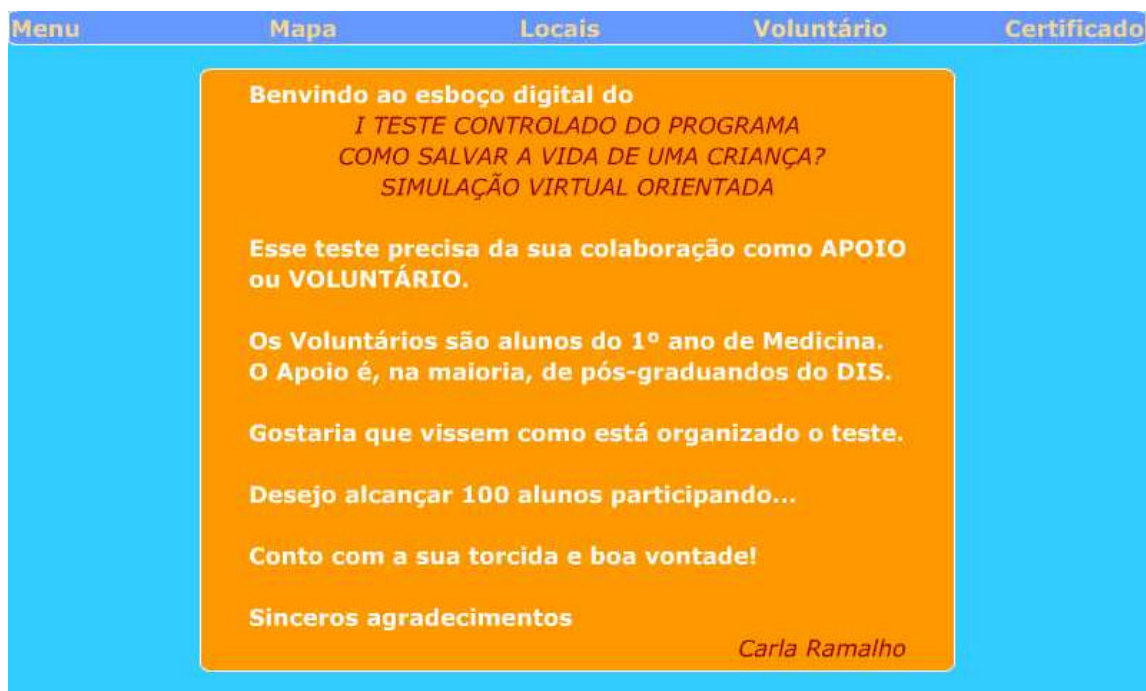 Menu Mapa Locais Voluntário Certificado
Benvindo ao esboço digital do
I TESTE CONTROLADO DO PROGRAMA
COMO SALVAR A VIDA DE UMA CRIANÇA?
SIMULAÇÃO VIRTUAL ORIENTADA
Esse teste precisa da sua colaboração como APOIO
ou VOLUNTÁRIO.
Os Voluntários são alunos do 1º ano de Medicina.
O Apoio é, na maioria, de pós-graduandos do DIS.
Gostaria que vissem como está organizado o teste.
Desejo alcançar 100 alunos participando...
Conto com a sua torcida e boa vontade!
Sinceros agradecimentos
Carla Ramalho